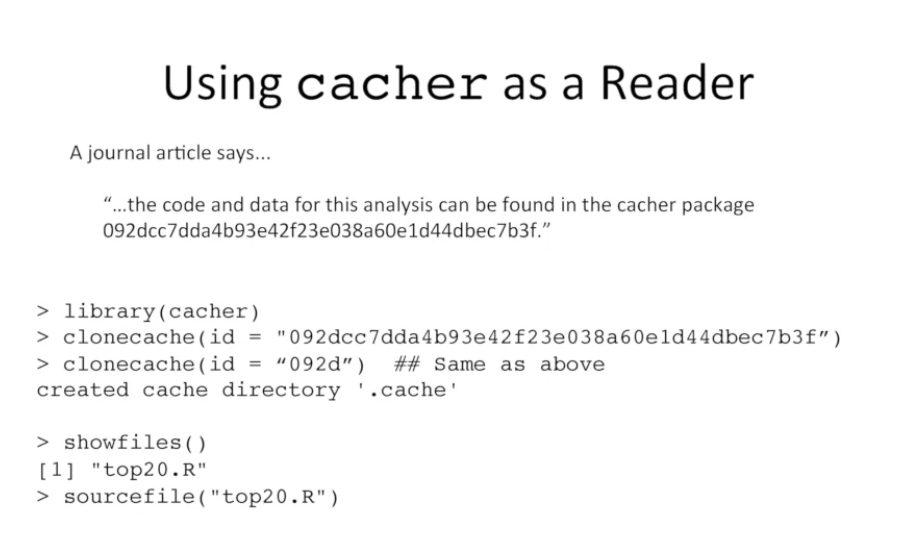 Using cacher as a Reader
A journal article says...
“...the code and data for this analysis can be found in the cacher package
092dcc7dda4b93e42f23e038a60e1d44dbec7b3f.”
> library(cacher)
> clonecache(id = "092dcc7dda4b93e42f23e038a60e1d44dbec7b3f”)
> clonecache(id = “092d”)  ## Same as above
created cache directory '.cache'
> showfiles()
[1] "top20.R"
> sourcefile("top20.R")